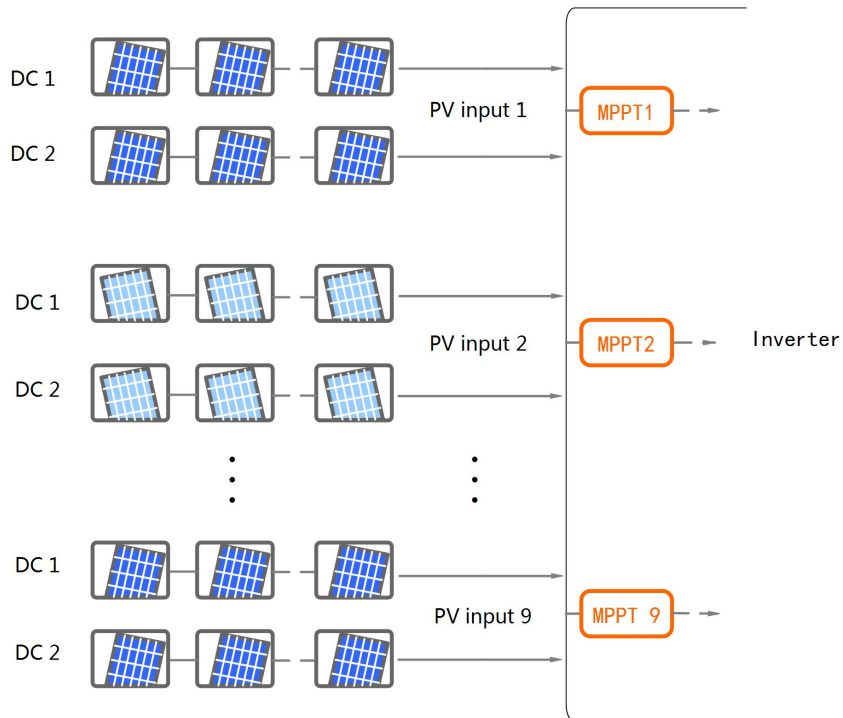 DC 1
PV input 1
MPPT1
DC 2
DC 1
PV input 2
MPPT2
Inverter
DC 2
DC 1
PV input 9
MPPT 9
DC 2